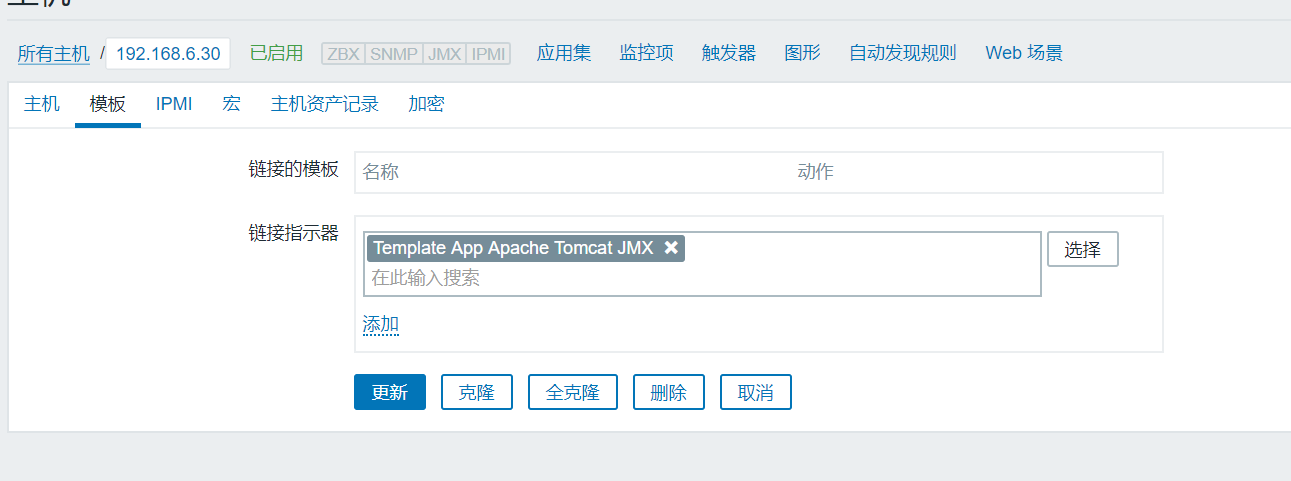 主机
所有主机 / 192.168.6.30 已启用 ZBX SNMP JMX IPMI 应用集 监控项 触发器 图形 自动发现规则 Web 场景
主机 模板 IPMI 宏 主机资产记录 加密
链接的模板 名称 动作
链接指示器
Template App Apache Tomcat JMX ✖ 选择
在此输入搜索
添加
更新 克隆 全克隆 删除 取消